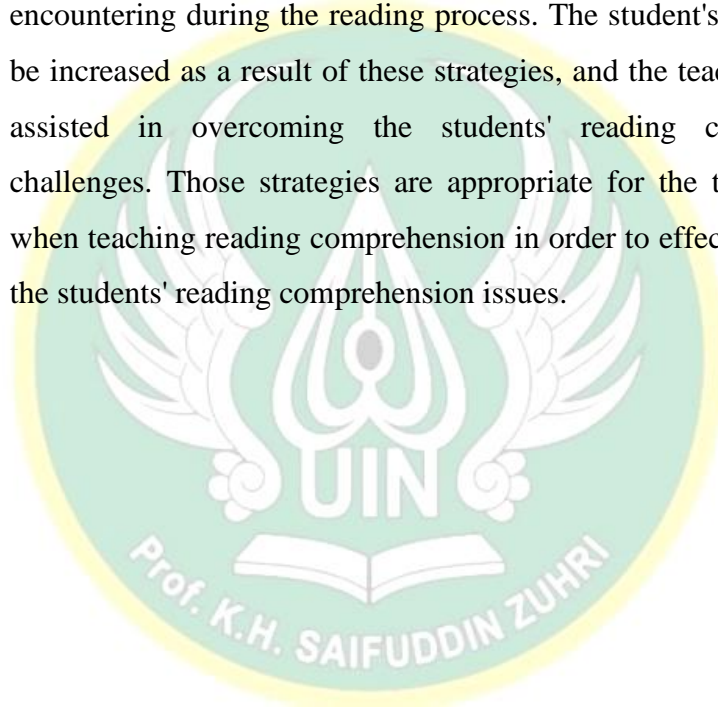 encountering during the reading process. The student's
be increased as a result of these strategies, and the teac
assisted in overcoming the students' reading c
challenges. Those strategies are appropriate for the t
when teaching reading comprehension in order to effec
the students' reading comprehension issues.
UIN
Prof. K.H. SAIFUDDIN ZUHRI